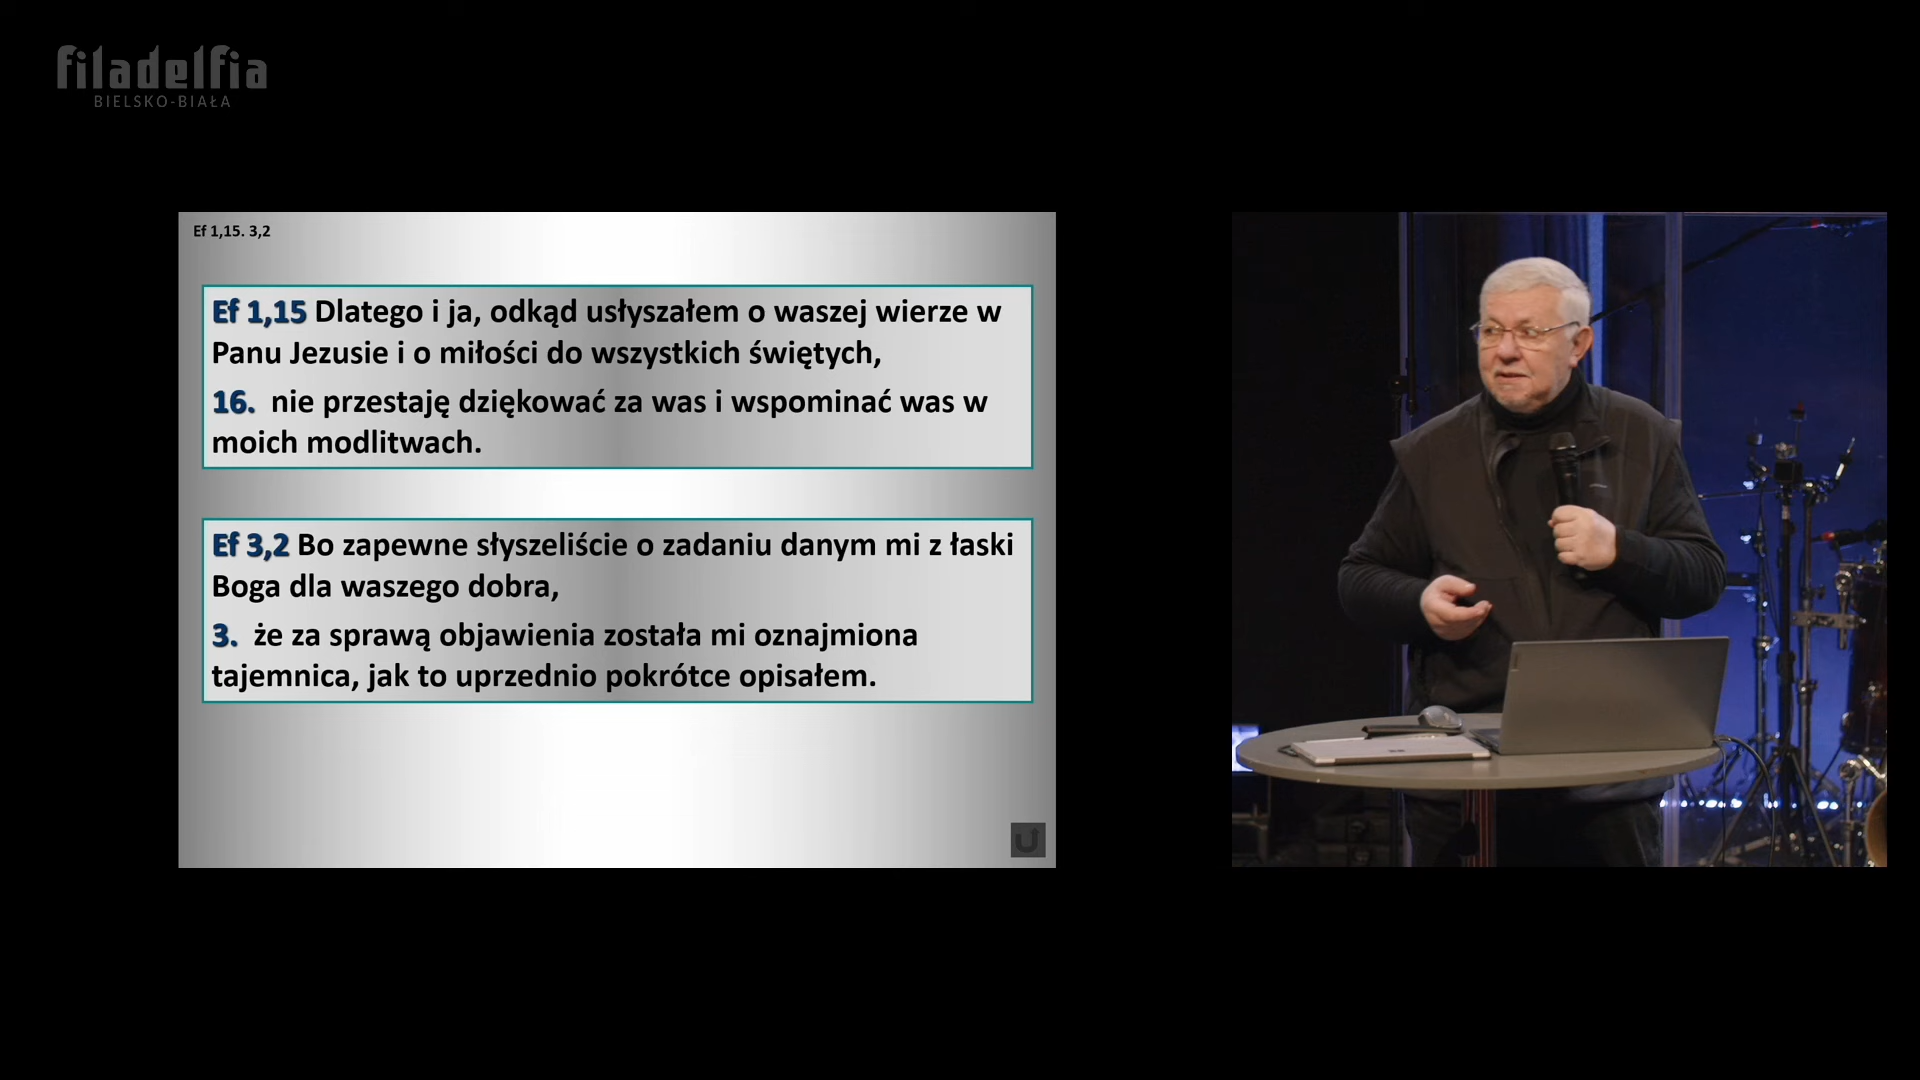 filadelfia
BIELSKO-BIAŁA
Ef 1,15. 3,2
Ef 1,15 Dlatego i ja, odkąd usłyszałem o waszej wierze w
Panu Jezusie i o miłości do wszystkich świętych,
16. nie przestaję dziękować za was i wspominać was w
moich modlitwach.
Ef 3,2 Bo zapewne słyszeliście o zadaniu danym mi z łaski
Boga dla waszego dobra,
3. że za sprawą objawienia została mi oznajmiona
tajemnica, jak to uprzednio pokrótce opisałem.